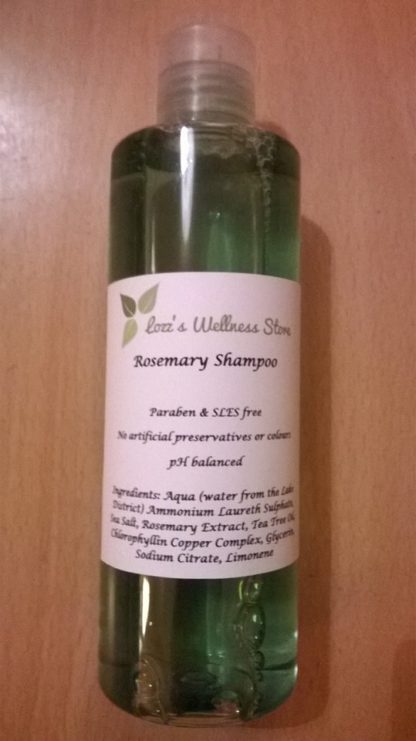 Lozz's Wellness Store
Rosemary Shampoo
Paraben & SLES free
No artificial preservatives or colours
pH balanced
Ingredients: Aqua (water from the Lake
District) Ammonium Laureth Sulphate,
Sea Salt, Rosemary Extract, Tea Tree Oil,
Chlorophyllin Copper Complex, Glycerin,
Sodium Citrate, Limonene